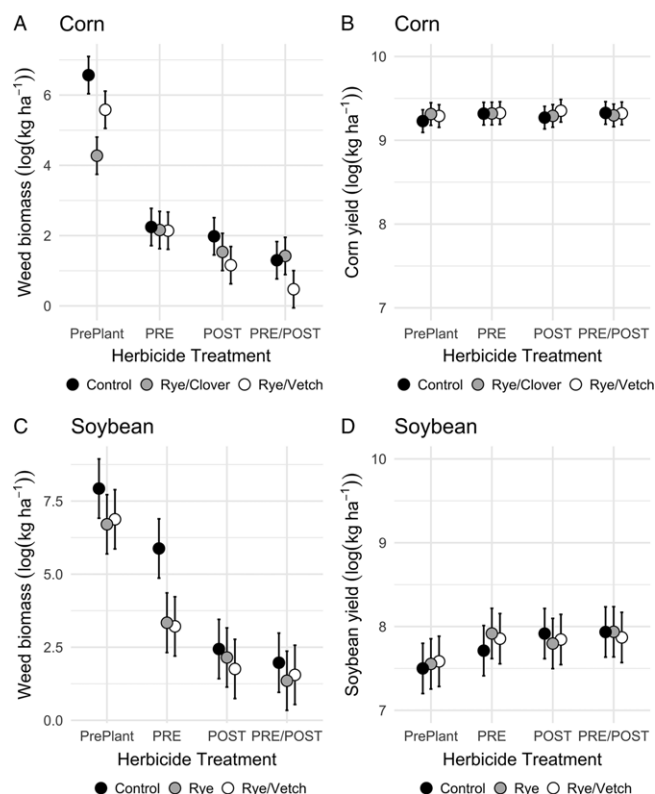 A Corn
Weed biomass (log(kg ha⁻¹))
6
4
2
0
PrePlant PRE POST PRE/POST
Herbicide Treatment
Control Rye/Clover Rye/Vetch
B Corn
Corn yield (log(kg ha⁻¹))
10
9
8
7
PrePlant PRE POST PRE/POST
Herbicide Treatment
Control Rye/Clover Rye/Vetch
C Soybean
Weed biomass (log(kg ha⁻¹))
7.5
5.0
2.5
0.0
PrePlant PRE POST PRE/POST
Herbicide Treatment
Control Rye Rye/Vetch
D Soybean
Soybean yield (log(kg ha⁻¹))
10
9
8
7
PrePlant PRE POST PRE/POST
Herbicide Treatment
Control Rye Rye/Vetch